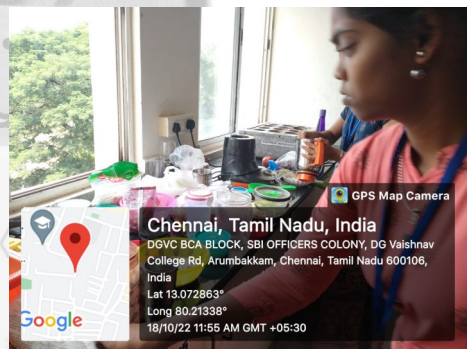 GPS Map Camera
Chennai, Tamil Nadu, India
DGVC BCA BLOCK, SBI OFFICERS COLONY, DG Vaishnav
College Rd, Arumbakkam, Chennai, Tamil Nadu 600106,
India
Lat 13.072863°
Long 80.21338°
18/10/22 11:55 AM GMT +05:30
Google